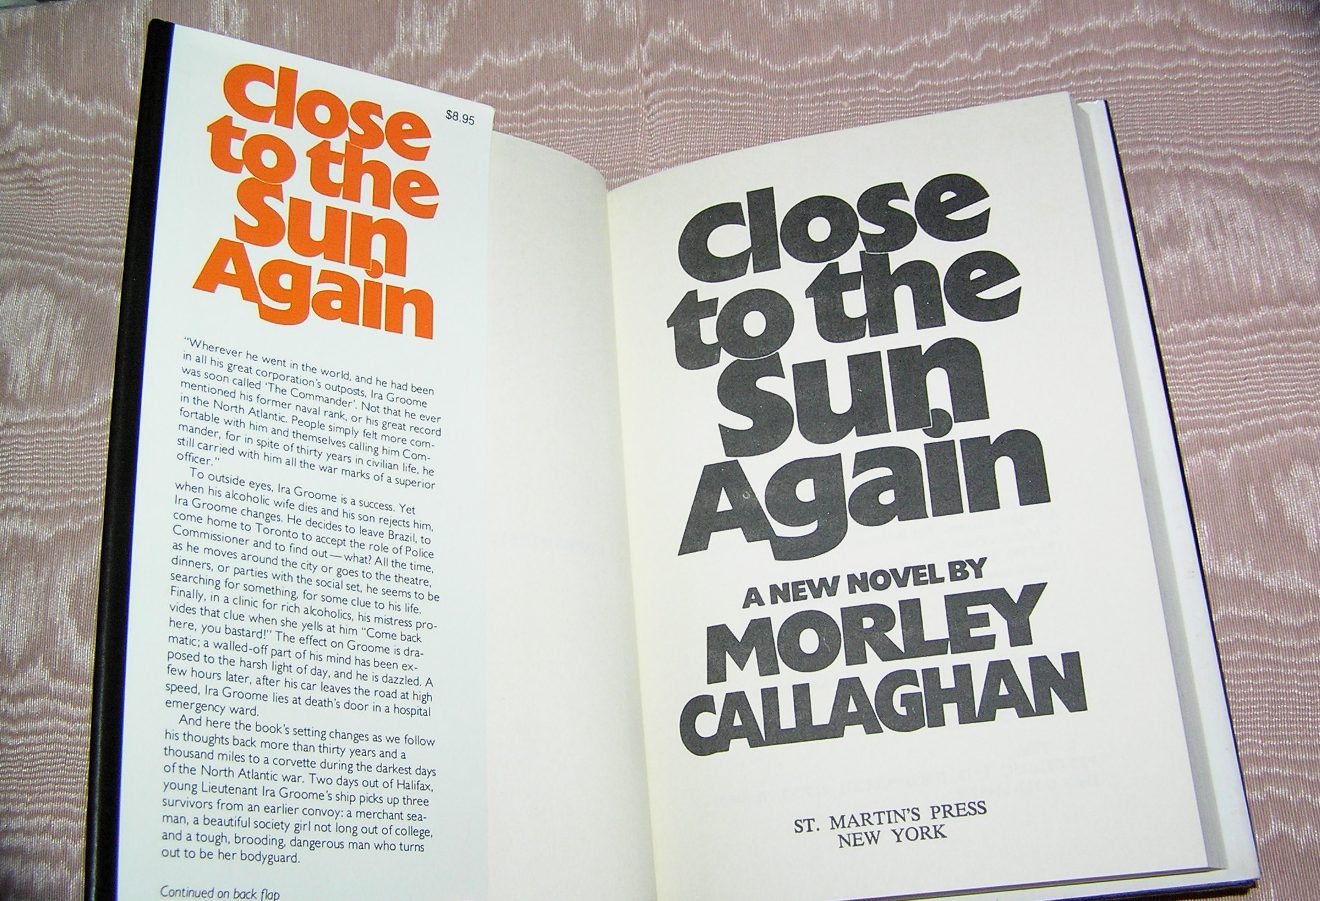 Close
to the
Sun
Again
$8.95
"Wherever he went in the world, and he had been
in all his great corporation's outposts, Ira Groome
was soon called 'The Commander'. Not that he ever
mentioned his former naval rank, or his great record
in the North Atlantic. People simply felt more com-
fortable with him and themselves calling him Com-
mander, for in spite of thirty years in civilian life, he
still carried with him all the war marks of a superior
officer."
To outside eyes, Ira Groome is a success. Yet
when his alcoholic wife dies and his son rejects him,
Ira Groome changes. He decides to leave Brazil, to
come home to Toronto to accept the role of Police
Commissioner and to find out—what? All the time,
as he moves around the city or goes to the theatre,
dinners, or parties with the social set, he seems to be
searching for something, for some clue to his life.
Finally, in a clinic for rich alcoholics, his mistress pro-
vides that clue when she yells at him "Come back
here, you bastard!" The effect on Groome is dra-
matic; a walled-off part of his mind has been ex-
posed to the harsh light of day, and he is dazzled. A
few hours later, after his car leaves the road at high
speed, Ira Groome lies at death's door in a hospital
emergency ward.
And here the book's setting changes as we follow
his thoughts back more than thirty years and a
thousand miles to a corvette during the darkest days
of the North Atlantic war. Two days out of Halifax,
young Lieutenant Ira Groome's ship picks up three
survivors from an earlier convoy: a merchant sea-
man, a beautiful society girl not long out of college,
and a tough, brooding, dangerous man who turns
out to be her bodyguard.
Continued on back flap
Close
to the
Sun
Again
A NEW NOVEL BY
MORLEY
CALLAGHAN
ST. MARTIN'S PRESS
NEW YORK